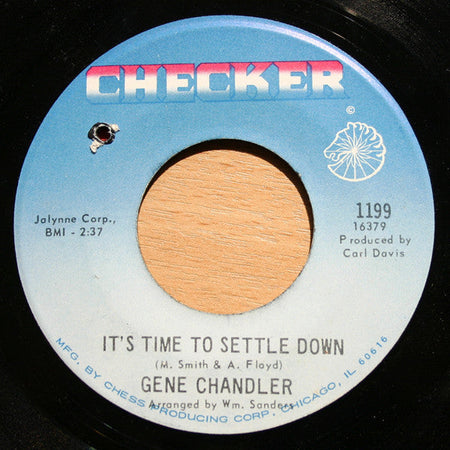 CHECKER
©
Jalynne Corp.,
BMI - 2:37
1199
16379
Produced by
Carl Davis
IT'S TIME TO SETTLE DOWN
(M. Smith & A. Floyd)
GENE CHANDLER
Arranged by Wm. Sanders
MFG. BY CHESS PRODUCING CORP. CHICAGO, IL 60616